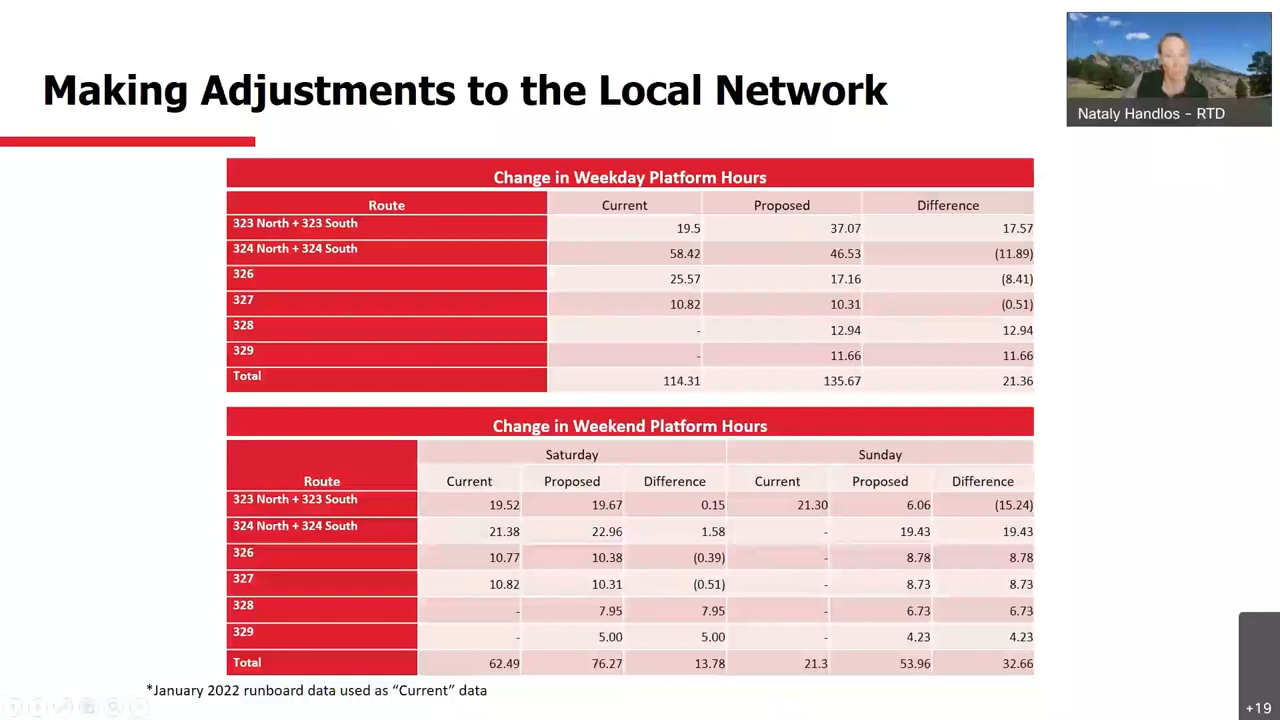 Making Adjustments to the Local Network
Nataly Handlos - RTD
Change in Weekday Platform Hours
Route Current Proposed Difference
323 North + 323 South 19.5 37.07 17.57
324 North + 324 South 58.42 46.53 (11.89)
326 25.57 17.16 (8.41)
327 10.82 10.31 (0.51)
328 - 12.94 12.94
329 - 11.66 11.66
Total 114.31 135.67 21.36
Change in Weekend Platform Hours
Saturday Sunday
Route Current Proposed Difference Current Proposed Difference
323 North + 323 South 19.52 19.67 0.15 21.30 6.06 (15.24)
324 North + 324 South 21.38 22.96 1.58 - 19.43 19.43
326 10.77 10.38 (0.39) - 8.78 8.78
327 10.82 10.31 (0.51) - 8.73 8.73
328 - 7.95 7.95 - 6.73 6.73
329 - 5.00 5.00 - 4.23 4.23
Total 62.49 76.27 13.78 21.3 53.96 32.66
*January 2022 runboard data used as “Current” data
+19